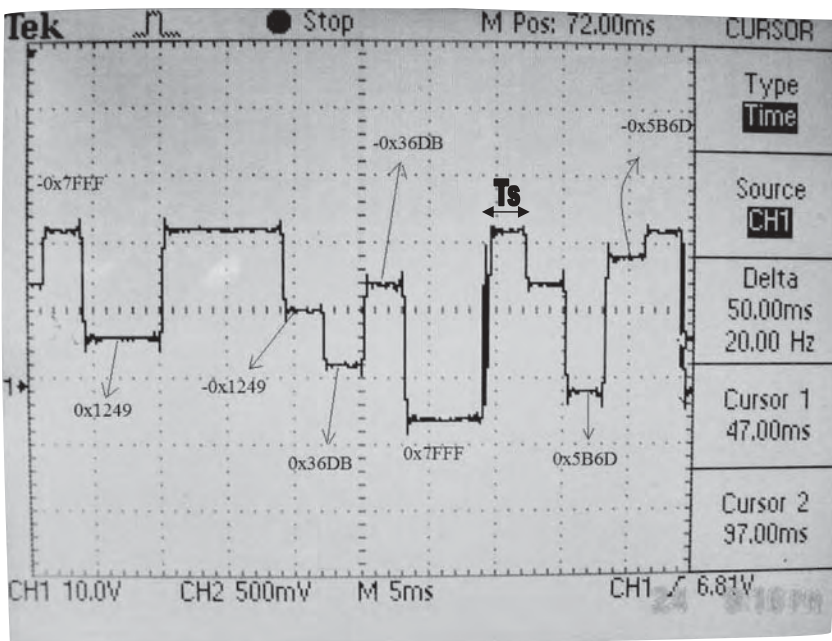 Tek Stop M Pos: 72.00ms CURSOR
Type
Time
Source
CH1
Delta
50.00ms
20.00 Hz
Cursor 1
47.00ms
Cursor 2
97.00ms
-0x7FFF
-0x36DB
-0x5B6D
Ts
0x1249
-0x1249
0x36DB
0x7FFF
0x5B6D
1
CH1 10.0V CH2 500mV M 5ms CH1 6.81V
24